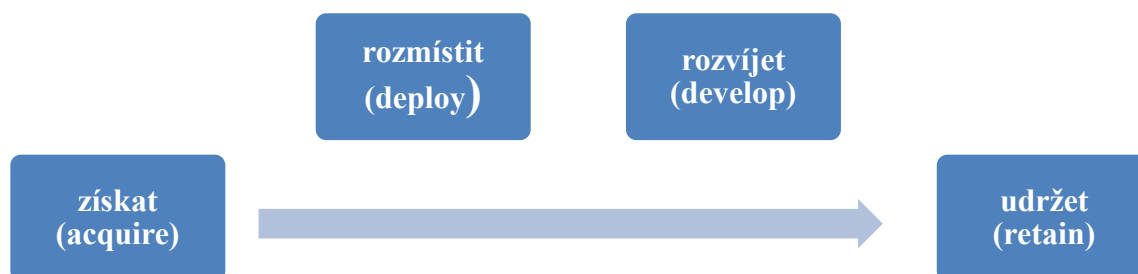 rozmístit
(deploy)
rozvíjet
(develop)
získat
(acquire)
udržet
(retain)